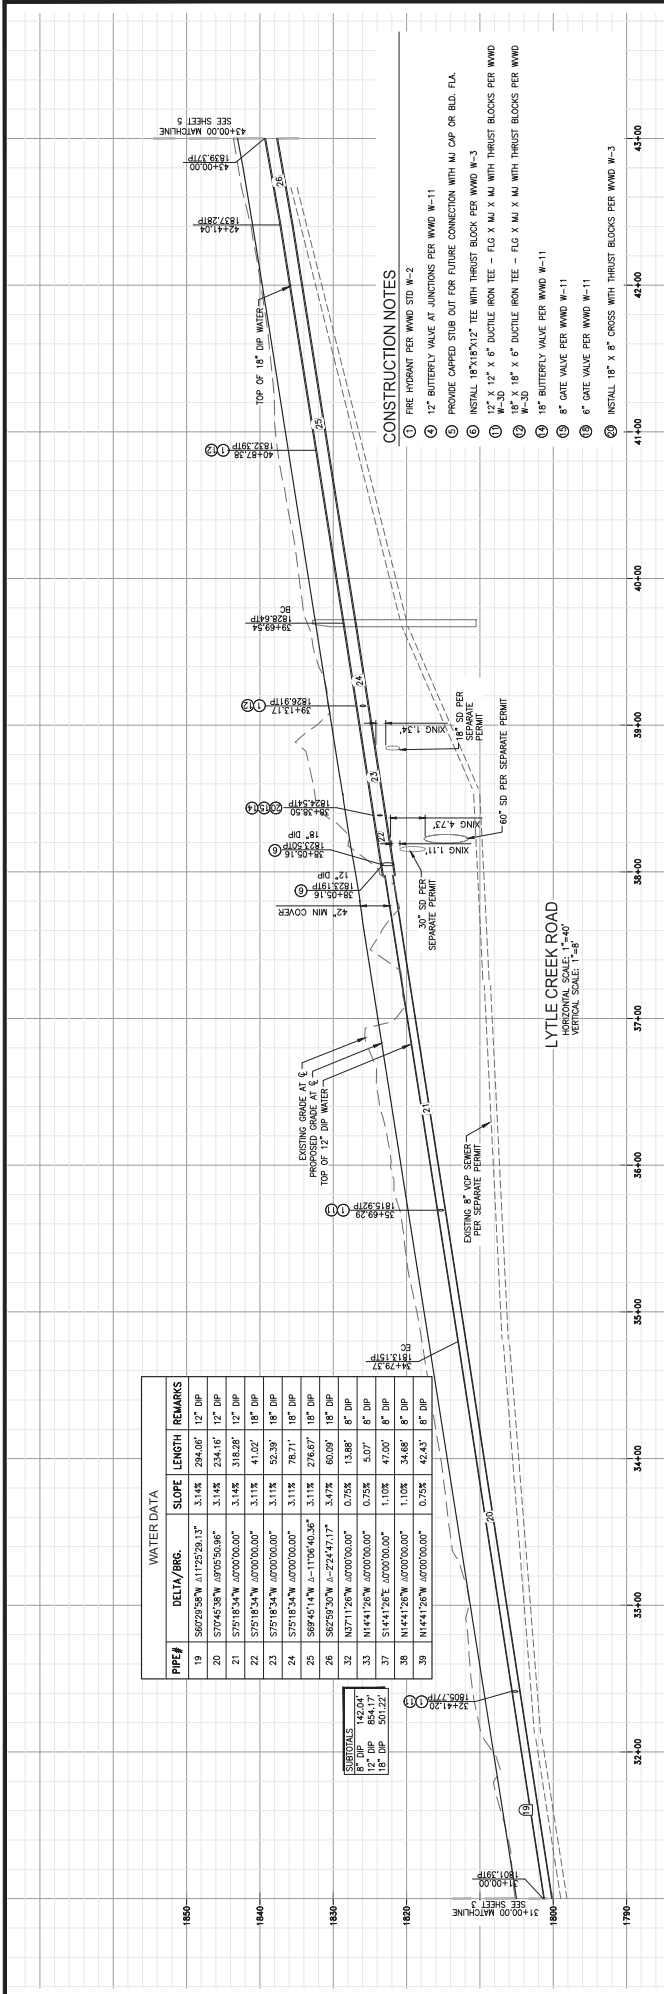 WATER DATA
PIPE# DELTA/BRG. SLOPE LENGTH REMARKS
19 S60°29'58"W Δ11°25'29.13" 3.14% 294.06' 12" DIP
20 S70°45'38"W Δ9°05'50.96" 3.14% 234.16' 12" DIP
21 S75°18'34"W Δ0°00'00.00" 3.14% 318.28' 12" DIP
22 S75°18'34"W Δ0°00'00.00" 3.11% 41.02' 18" DIP
23 S75°18'34"W Δ0°00'00.00" 3.11% 52.39' 18" DIP
24 S75°18'34"W Δ0°00'00.00" 3.11% 78.71' 18" DIP
25 S69°45'14"W Δ-11°06'40.36" 3.11% 276.67' 18" DIP
26 S62°59'30"W Δ-2°24'47.17" 3.47% 60.09' 18" DIP
32 N37°11'26"W Δ0°00'00.00" 0.75% 13.88' 8" DIP
33 N14°41'26"W Δ0°00'00.00" 0.75% 5.07' 8" DIP
37 S14°41'26"E Δ0°00'00.00" 1.10% 47.00' 8" DIP
38 N14°41'26"W Δ0°00'00.00" 1.10% 34.68' 8" DIP
39 N14°41'26"W Δ0°00'00.00" 0.75% 42.43' 8" DIP
SUBTOTALS
8" DIP 142.04'
12" DIP 854.17'
18" DIP 501.22'
1850
1840
1830
1820
1800
1790
31+00.00 MATCHLINE
SEE SHEET 3
31+00.00
1801.39TP
19
32+41.20
1805.77TP
1
11
20
34+79.37
1813.15TP
EC
35+69.29
1815.92TP
1
11
21
EXISTING GRADE AT ℄
PROPOSED GRADE AT ℄
TOP OF 12" DIP WATER
EXISTING 8" VCP SEWER
PER SEPARATE PERMIT
42" MIN COVER
38+05.16
1823.19TP
12" DIP
6
38+05.16
1823.50TP
18" DIP
6
22
38+38.50
1824.54TP
20 15 14
23
30" SD PER
SEPARATE PERMIT
XING 1.11'
XING 4.73'
60" SD PER SEPARATE PERMIT
XING 1.34'
18" SD PER
SEPARATE
PERMIT
39+13.17
1826.91TP
1
12
24
39+69.54
1828.64TP
BC
40+87.38
1832.39TP
1
12
25
TOP OF 18" DIP WATER
42+41.04
1837.28TP
26
43+00.00
1839.37TP
43+00.00 MATCHLINE
SEE SHEET 5
LYTLE CREEK ROAD
HORIZONTAL SCALE: 1"=40'
VERTICAL SCALE: 1"=8'
CONSTRUCTION NOTES
1 FIRE HYDRANT PER WVWD STD W-2
4 12" BUTTERFLY VALVE AT JUNCTIONS PER WVWD W-11
5 PROVIDE CAPPED STUB OUT FOR FUTURE CONNECTION WITH MJ CAP OR BLD. FLA.
6 INSTALL 18"X18"X12" TEE WITH THRUST BLOCK PER WVWD W-3
11 12" X 12" X 6" DUCTILE IRON TEE – FLG X MJ X MJ WITH THRUST BLOCKS PER WVWD
W-3D
12 18" X 18" X 6" DUCTILE IRON TEE – FLG X MJ X MJ WITH THRUST BLOCKS PER WVWD
W-3D
14 18" BUTTERFLY VALVE PER WVWD W-11
15 8" GATE VALVE PER WVWD W-11
18 6" GATE VALVE PER WVWD W-11
20 INSTALL 18" X 8" CROSS WITH THRUST BLOCKS PER WVWD W-3
32+00
33+00
34+00
35+00
36+00
37+00
38+00
39+00
40+00
41+00
42+00
43+00